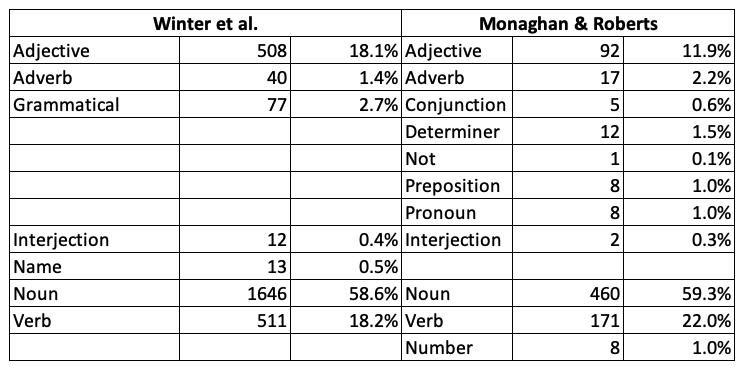 Winter et al. Monaghan & Roberts
Adjective 508 18.1% Adjective 92 11.9%
Adverb 40 1.4% Adverb 17 2.2%
Grammatical 77 2.7% Conjunction 5 0.6%
Determiner 12 1.5%
Not 1 0.1%
Preposition 8 1.0%
Pronoun 8 1.0%
Interjection 12 0.4% Interjection 2 0.3%
Name 13 0.5%
Noun 1646 58.6% Noun 460 59.3%
Verb 511 18.2% Verb 171 22.0%
Number 8 1.0%